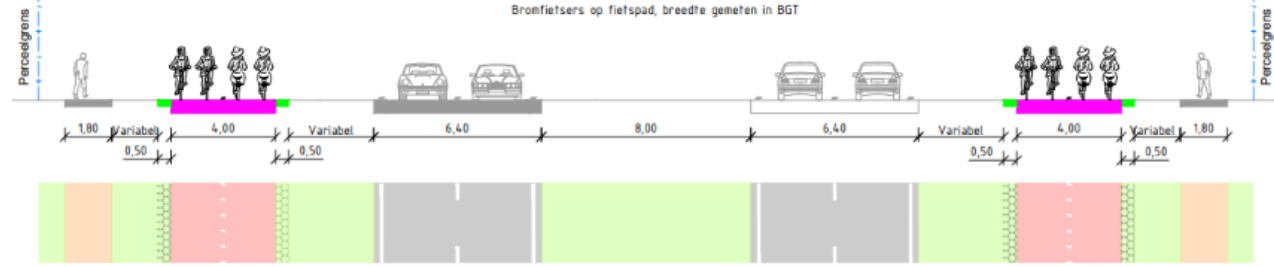 Bromfietsers op fietspad, breedte gemeten in BGT
Perceelgrens
Perceelgrens
1,80 Variabel 4,00 Variabel 6,40 8,00 6,40 Variabel 4,00 Variabel 1,80
0,50 0,50 0,50 0,50